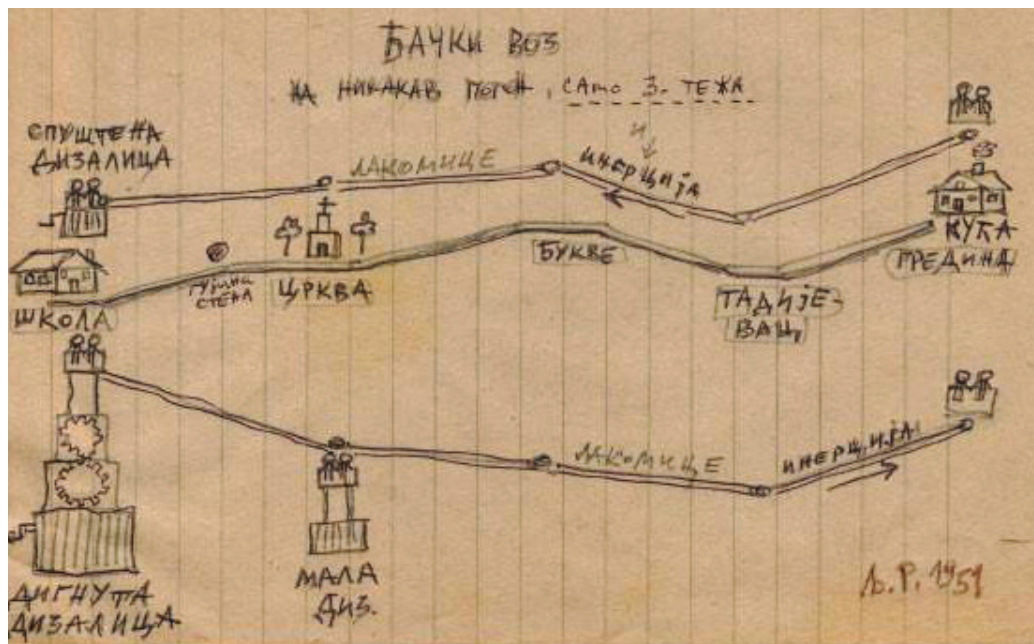 ЂАЧКИ ВОЗ
НА НИКАКАВ ПОГОН, САМО З. ТЕЖА
СПУШТЕНА
ДИЗАЛИЦА
ЛАКОМИЦЕ
И
ИНЕРЦИЈА
ШКОЛА
СТЕНА
ЦРКВА
БУКВЕ
ТАДИЈЕ-
ВАЦ
КУЋА
ГРЕДИНА
ЛАКОМИЦЕ
ИНЕРЦИЈА
ДИГНУТА
ДИЗАЛИЦА
МАЛА
ДИЗ.
Љ.Р. 1951